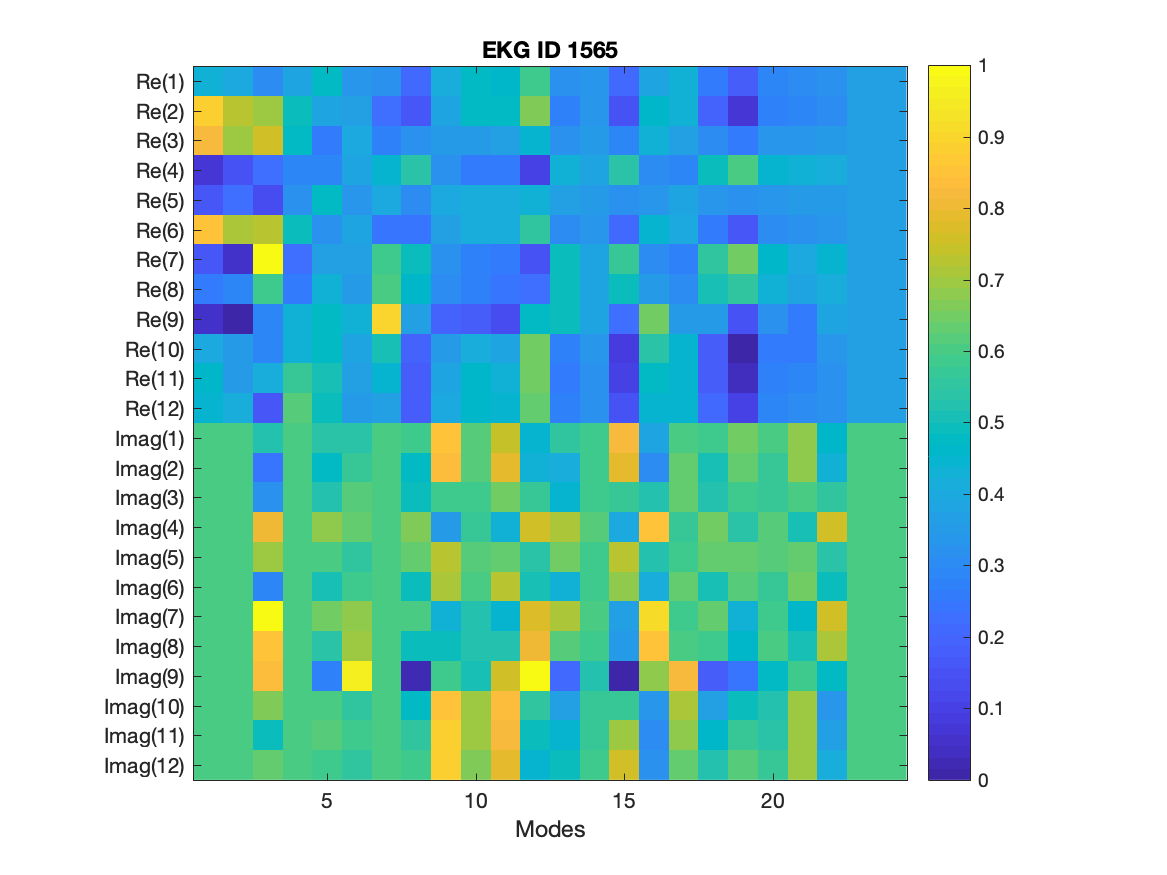 EKG ID 1565
Re(1)
Re(2)
Re(3)
Re(4)
Re(5)
Re(6)
Re(7)
Re(8)
Re(9)
Re(10)
Re(11)
Re(12)
Imag(1)
Imag(2)
Imag(3)
Imag(4)
Imag(5)
Imag(6)
Imag(7)
Imag(8)
Imag(9)
Imag(10)
Imag(11)
Imag(12)
5 10 15 20
Modes
1
0.9
0.8
0.7
0.6
0.5
0.4
0.3
0.2
0.1
0